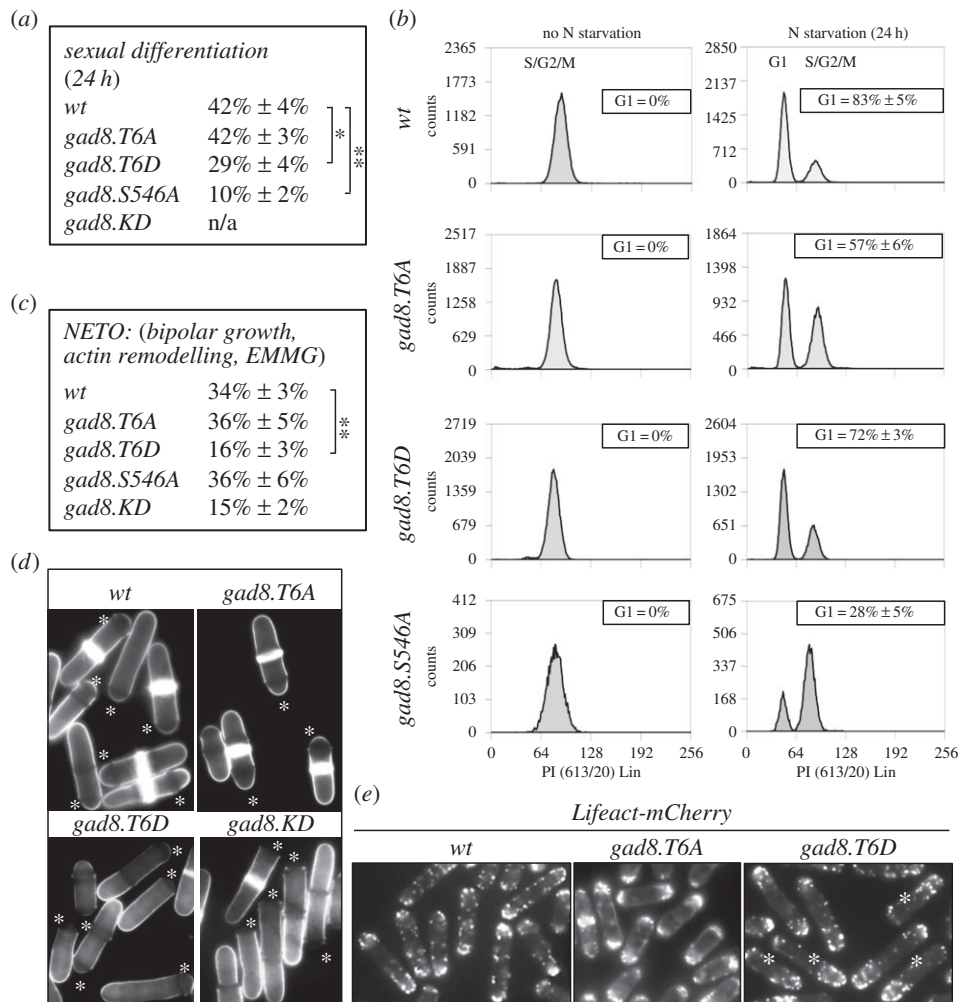 (a)
sexual differentiation
(24 h)
wt 42% ± 4%
gad8.T6A 42% ± 3%
gad8.T6D 29% ± 4%
gad8.S546A 10% ± 2%
gad8.KD n/a
*
**
(c)
NETO: (bipolar growth,
actin remodelling, EMMG)
wt 34% ± 3%
gad8.T6A 36% ± 5%
gad8.T6D 16% ± 3%
gad8.S546A 36% ± 6%
gad8.KD 15% ± 2%
**
(b)
no N starvation
N starvation (24 h)
wt
counts
2365
1773
1182
591
0
S/G2/M
G1 = 0%
2850
2137
1425
712
0
G1 S/G2/M
G1 = 83% ± 5%
gad8.T6A
counts
2517
1887
1258
629
0
G1 = 0%
1864
1398
932
466
0
G1 = 57% ± 6%
gad8.T6D
counts
2719
2039
1359
679
0
G1 = 0%
2604
1953
1302
651
0
G1 = 72% ± 3%
gad8.S546A
counts
412
309
206
103
0
G1 = 0%
675
506
337
168
0
G1 = 28% ± 5%
0 64 128 192 256
PI (613/20) Lin
0 64 128 192 256
PI (613/20) Lin
(d)
wt gad8.T6A
gad8.T6D gad8.KD
(e)
Lifeact-mCherry
wt gad8.T6A gad8.T6D